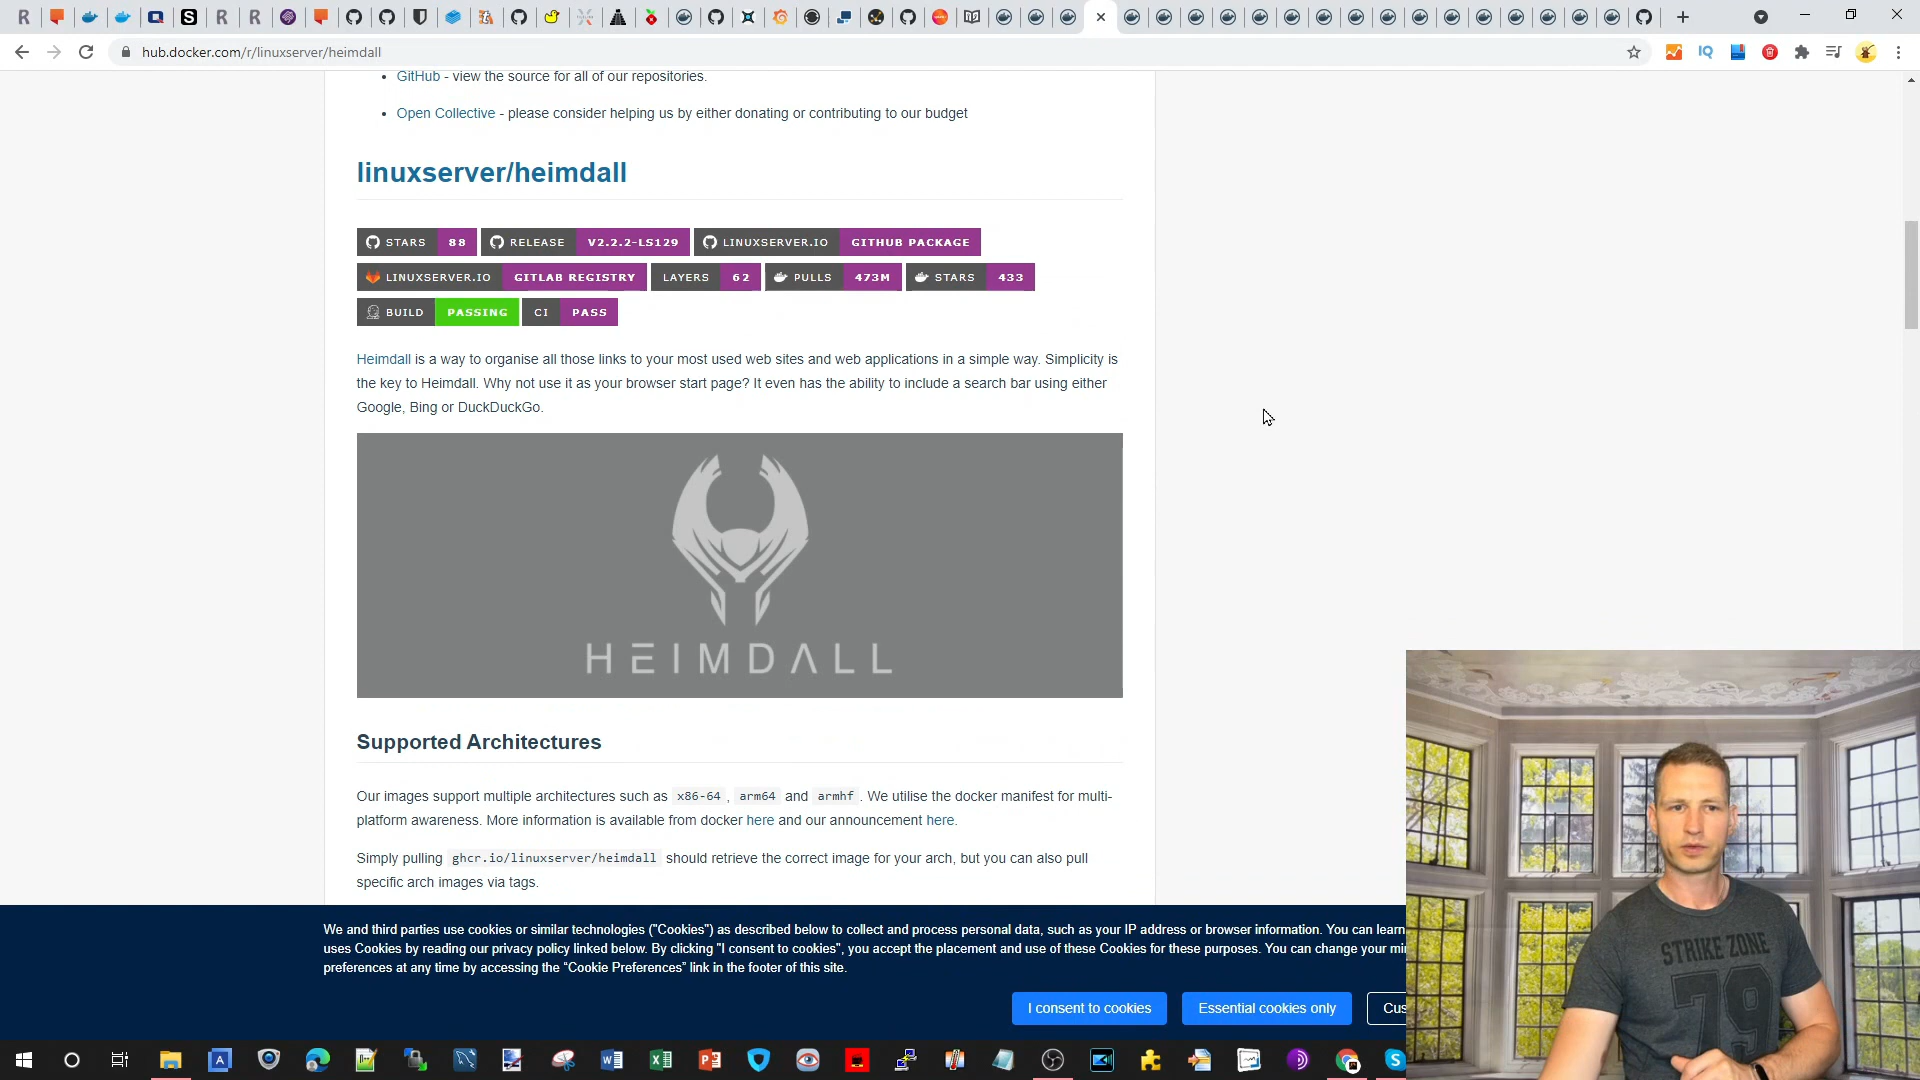 hub.docker.com/r/linuxserver/heimdall
GitHub - view the source for all of our repositories.
Open Collective - please consider helping us by either donating or contributing to our budget
linuxserver/heimdall
STARS 88 RELEASE V2.2.2-LS129 LINUXSERVER.IO GITHUB PACKAGE
LINUXSERVER.IO GITLAB REGISTRY LAYERS 62 PULLS 473M STARS 433
BUILD PASSING CI PASS
Heimdall is a way to organise all those links to your most used web sites and web applications in a simple way. Simplicity is
the key to Heimdall. Why not use it as your browser start page? It even has the ability to include a search bar using either
Google, Bing or DuckDuckGo.
HEIMDALL
Supported Architectures
Our images support multiple architectures such as x86-64 , arm64 and armhf . We utilise the docker manifest for multi-
platform awareness. More information is available from docker here and our announcement here.
Simply pulling ghcr.io/linuxserver/heimdall should retrieve the correct image for your arch, but you can also pull
specific arch images via tags.
We and third parties use cookies or similar technologies ("Cookies") as described below to collect and process personal data, such as your IP address or browser information. You can learn
uses Cookies by reading our privacy policy linked below. By clicking "I consent to cookies", you accept the placement and use of these Cookies for these purposes. You can change your mi
preferences at any time by accessing the "Cookie Preferences" link in the footer of this site.
I consent to cookies Essential cookies only Cus
STRIKE ZONE
79